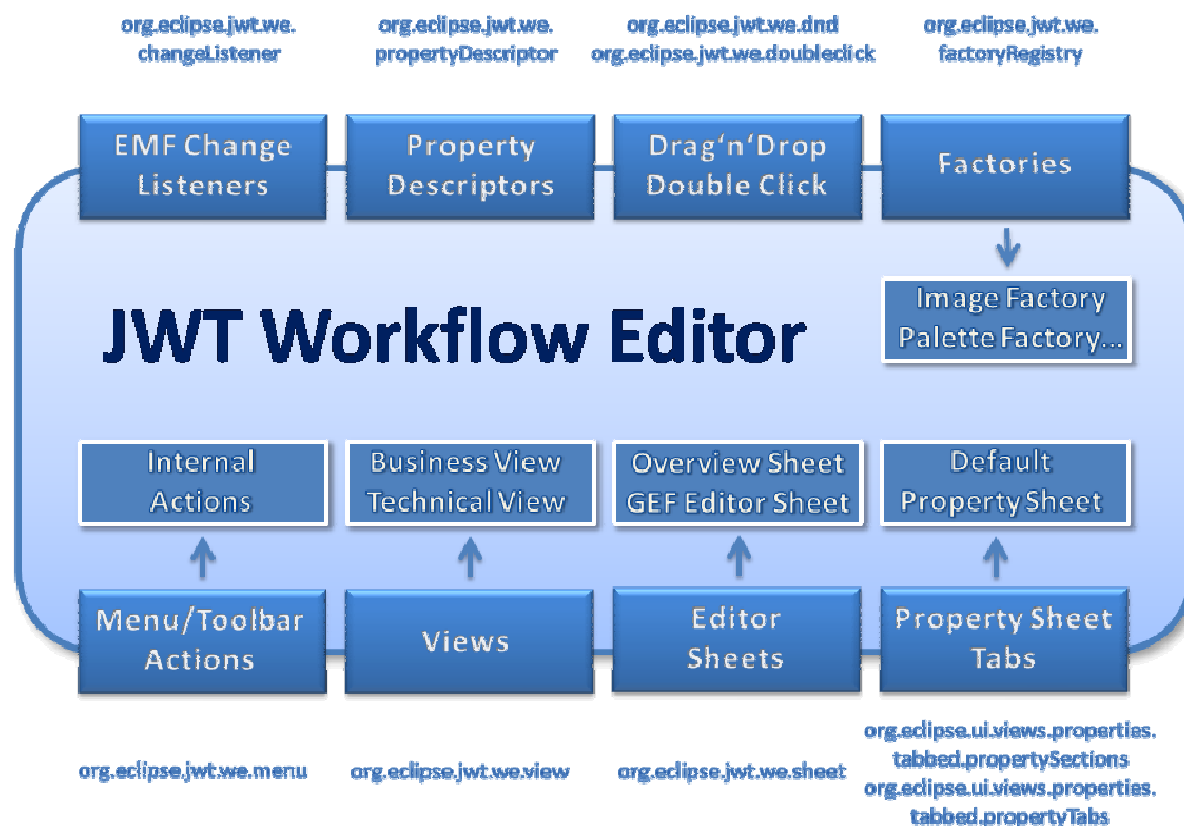 org.eclipse.jwt.we.
changeListener
org.eclipse.jwt.we.
propertyDescriptor
org.eclipse.jwt.we.dnd
org.eclipse.jwt.we.doubleclick
org.eclipse.jwt.we.
factoryRegistry
EMF Change
Listeners
Property
Descriptors
Drag‘n‘Drop
Double Click
Factories
JWT Workflow Editor
Image Factory
Palette Factory...
Internal
Actions
Business View
Technical View
Overview Sheet
GEF Editor Sheet
Default
Property Sheet
Menu/Toolbar
Actions
Views
Editor
Sheets
Property Sheet
Tabs
org.eclipse.jwt.we.menu
org.eclipse.jwt.we.view
org.eclipse.jwt.we.sheet
org.eclipse.ui.views.properties.
tabbed.propertySections
org.eclipse.ui.views.properties.
tabbed.propertyTabs